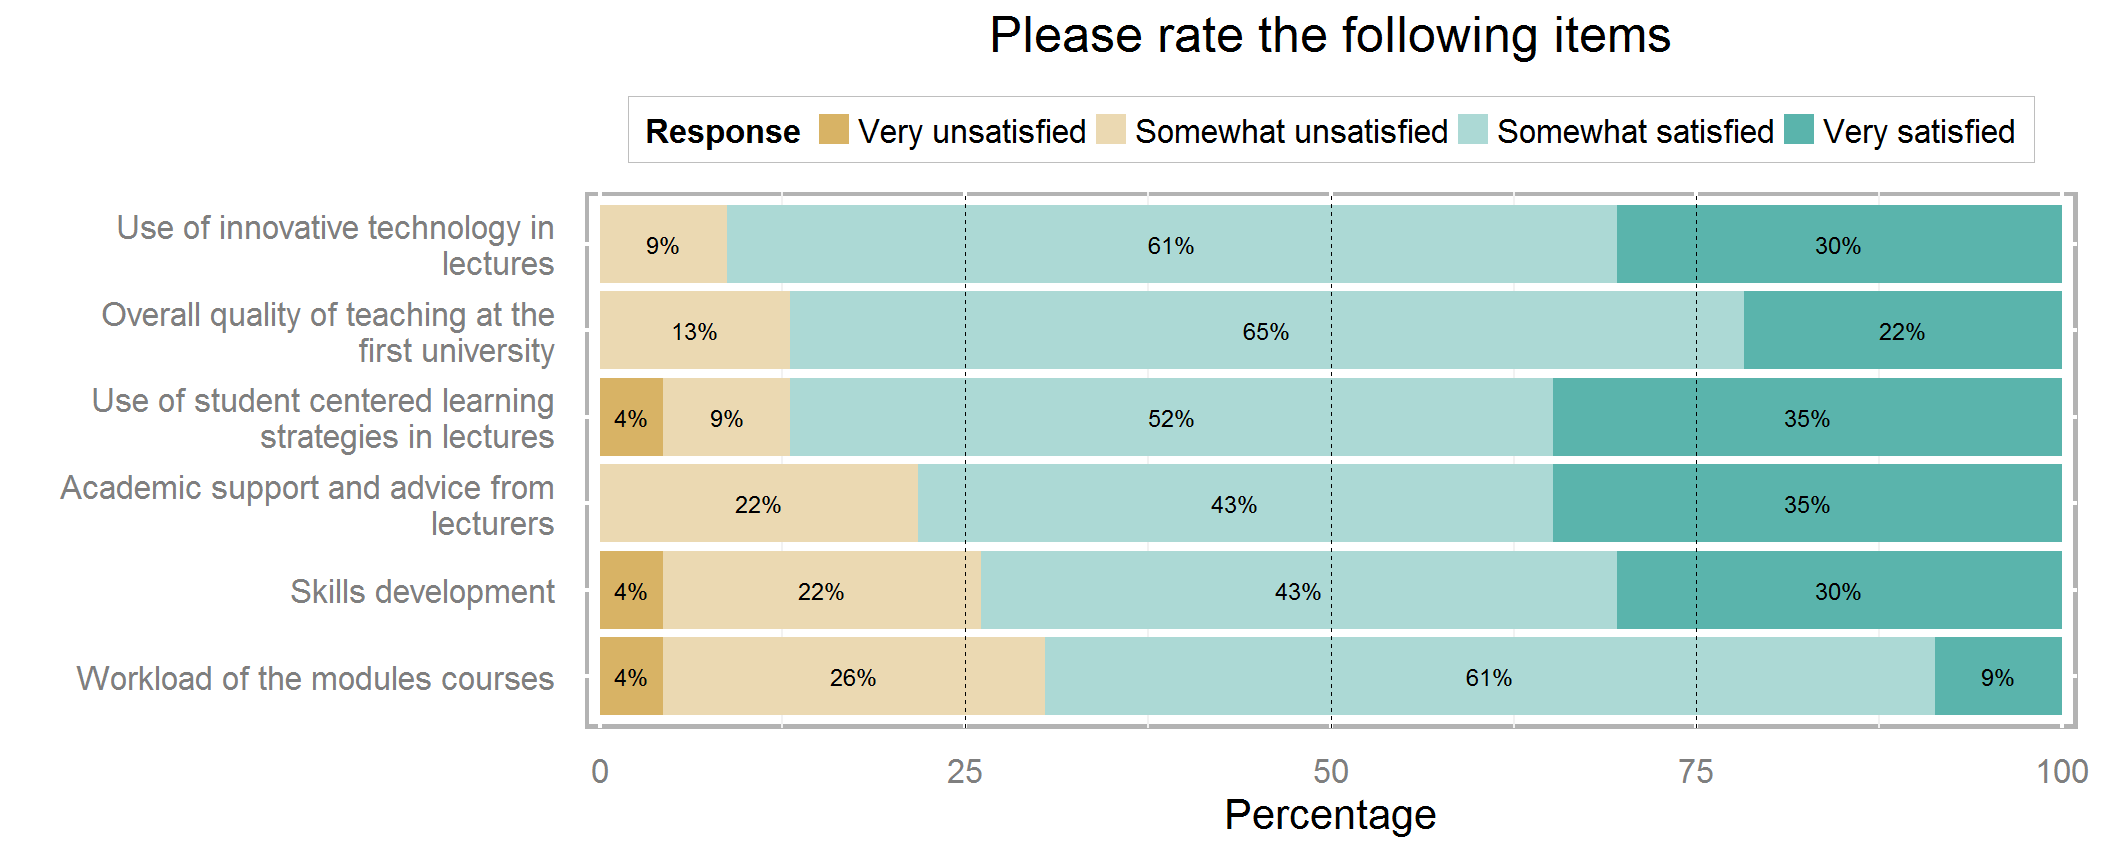 Please rate the following items
Response Very unsatisfied Somewhat unsatisfied Somewhat satisfied Very satisfied
Use of innovative technology in
lectures
9% 61% 30%
Overall quality of teaching at the
first university
13% 65% 22%
Use of student centered learning
strategies in lectures
4% 9% 52% 35%
Academic support and advice from
lecturers
22% 43% 35%
Skills development
4% 22% 43% 30%
Workload of the modules courses
4% 26% 61% 9%
0 25 50 75 100
Percentage